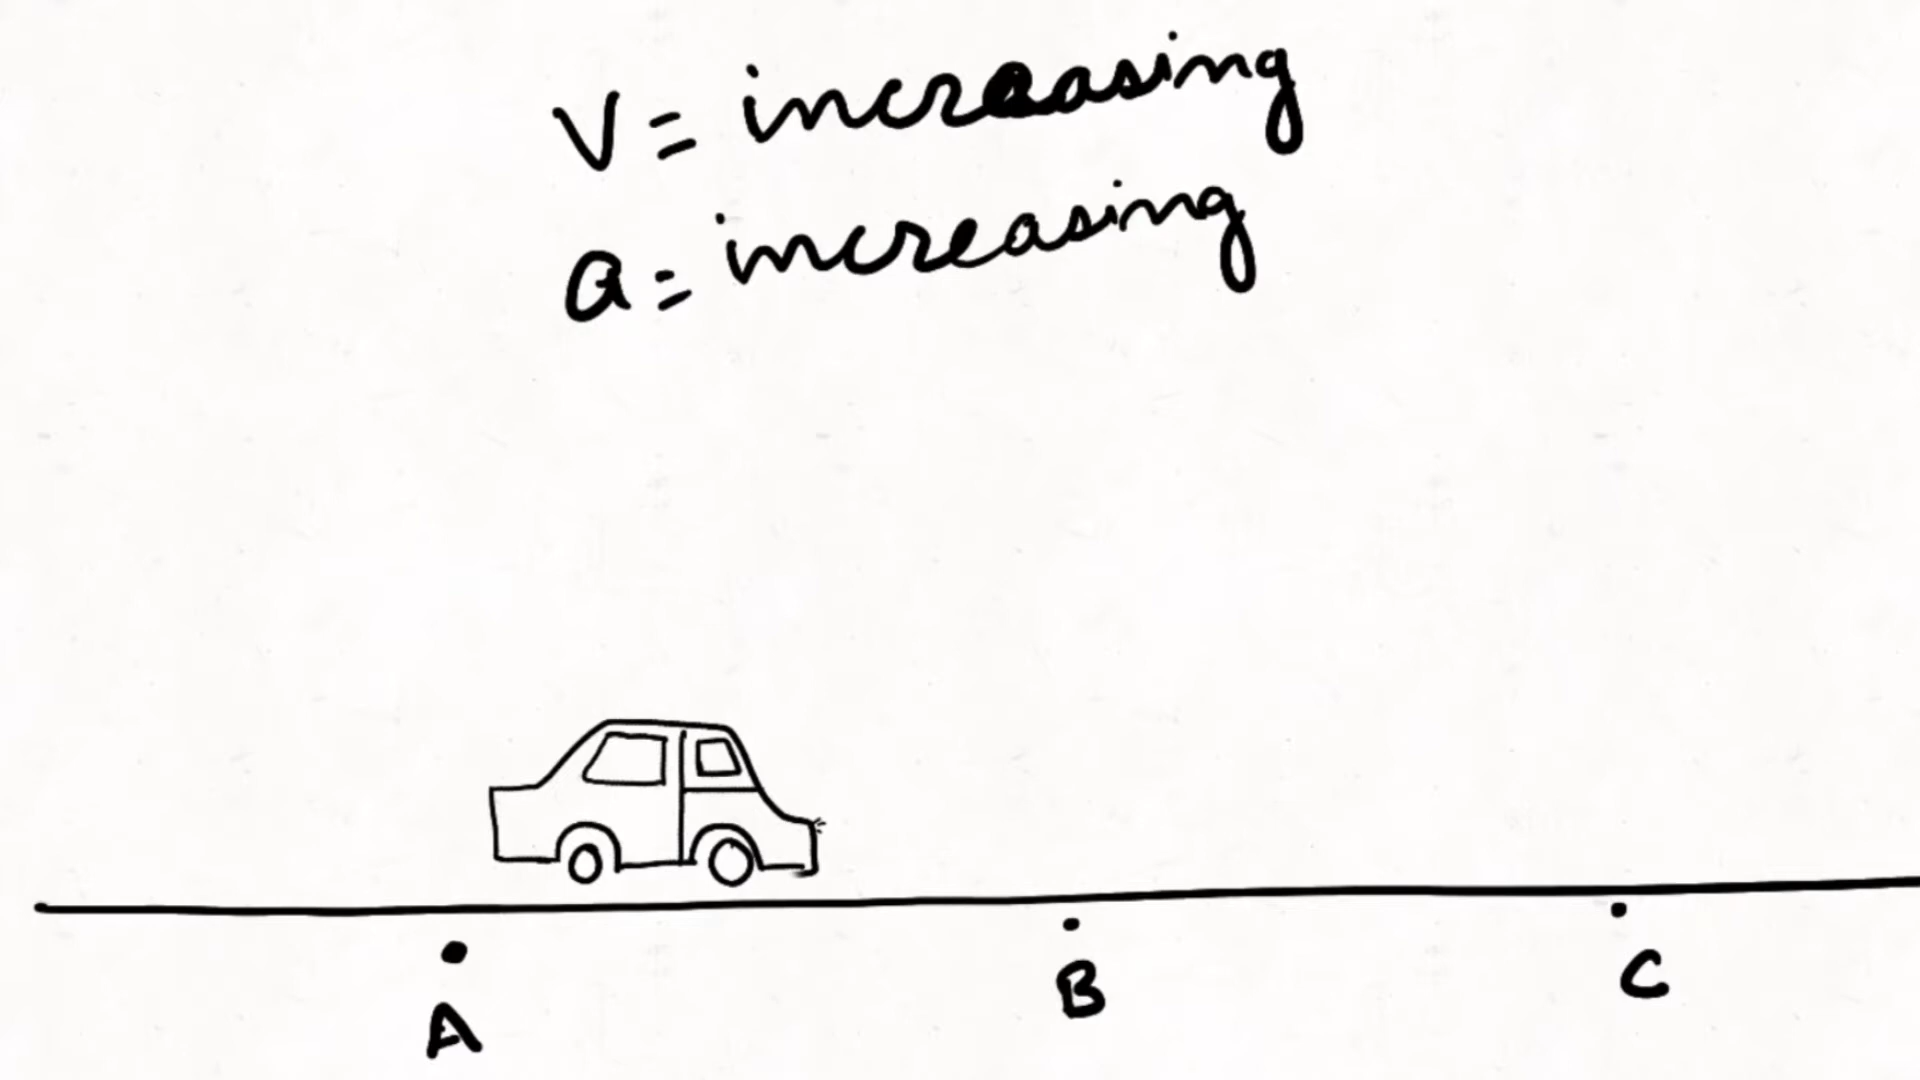 V = increasing
a = increasing
A
B
C